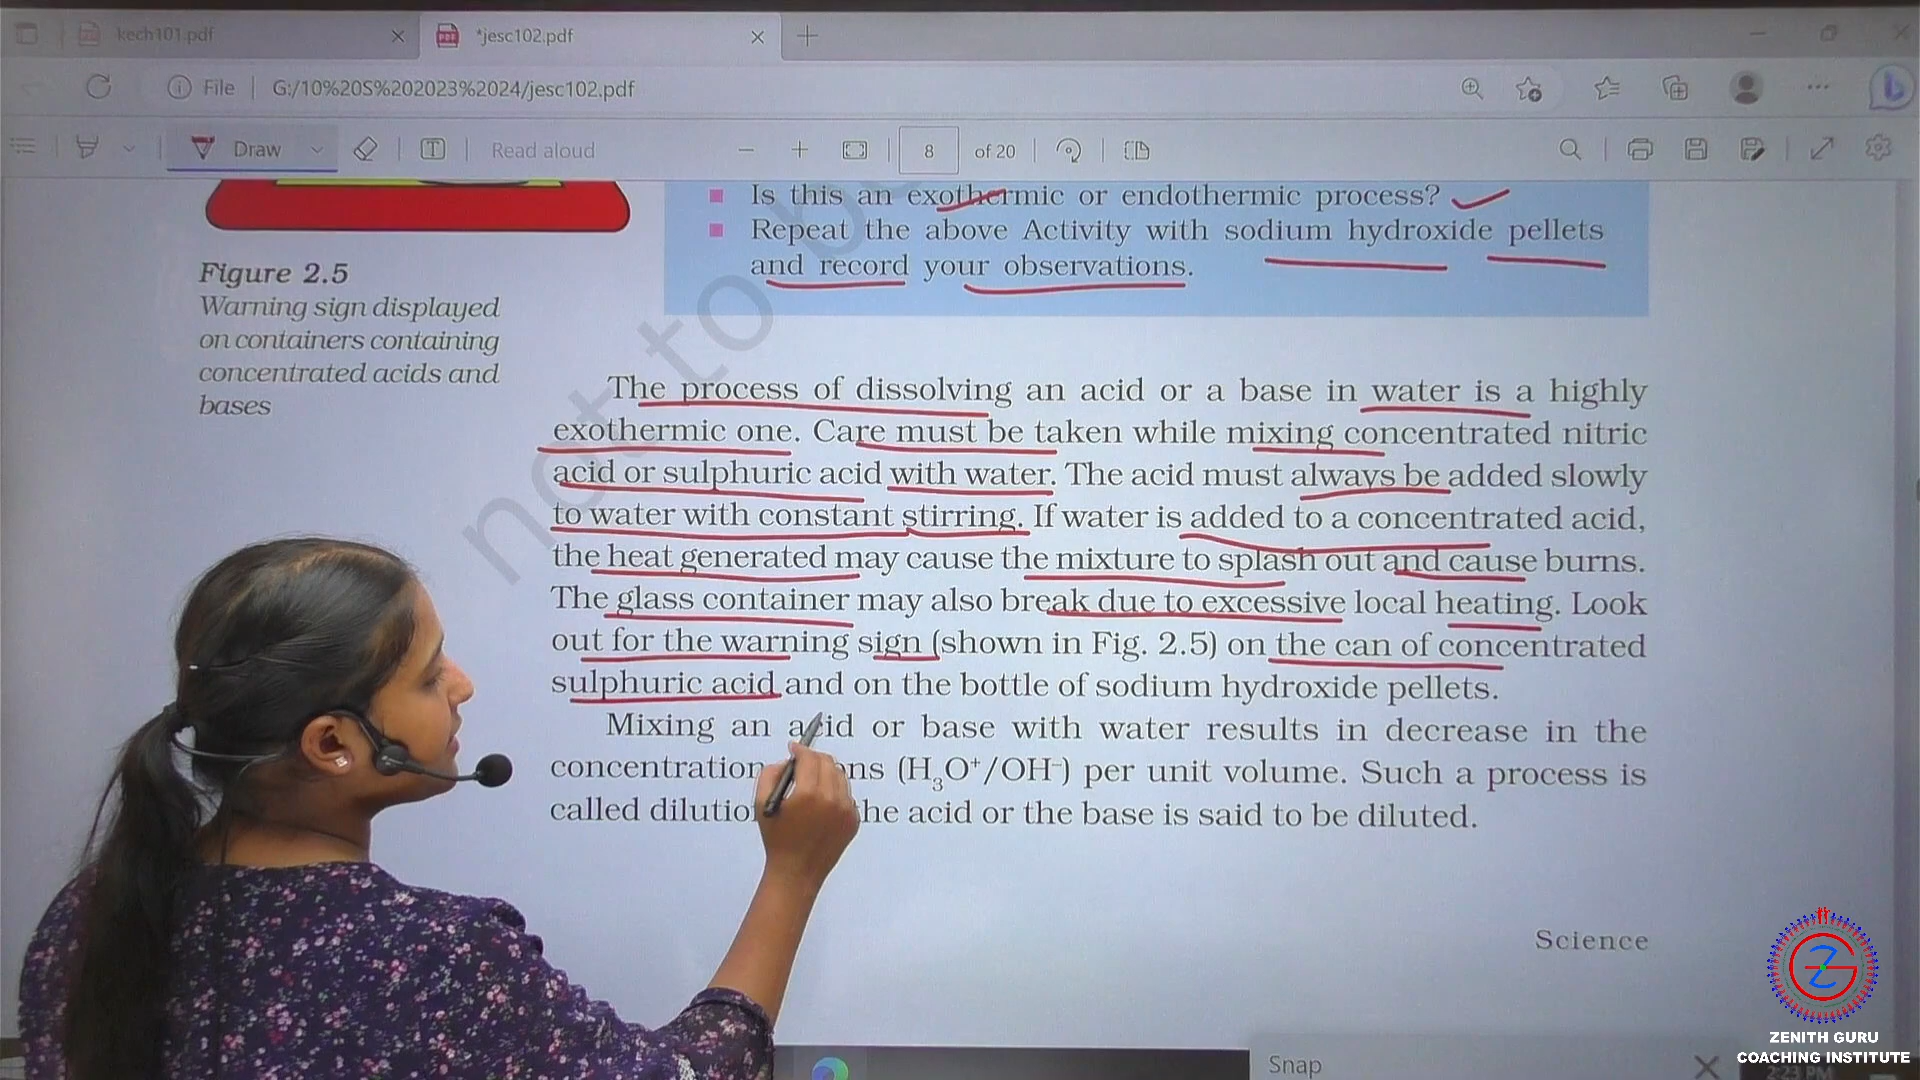 kech101.pdf
*jesc102.pdf
File
G:/10%20S%202023%2024/jesc102.pdf
Draw
Read aloud
8
of 20
Is this an exothermic or endothermic process?
Repeat the above Activity with sodium hydroxide pellets
and record your observations.
Figure 2.5
Warning sign displayed
on containers containing
concentrated acids and
bases
not to b
The process of dissolving an acid or a base in water is a highly
exothermic one. Care must be taken while mixing concentrated nitric
acid or sulphuric acid with water. The acid must always be added slowly
to water with constant stirring. If water is added to a concentrated acid,
the heat generated may cause the mixture to splash out and cause burns.
The glass container may also break due to excessive local heating. Look
out for the warning sign (shown in Fig. 2.5) on the can of concentrated
sulphuric acid and on the bottle of sodium hydroxide pellets.
Mixing an acid or base with water results in decrease in the
concentration ons (H₃O⁺/OH⁻) per unit volume. Such a process is
called dilutio he acid or the base is said to be diluted.
Science
ZENITH GURU
COACHING INSTITUTE
Snap
2:23 PM